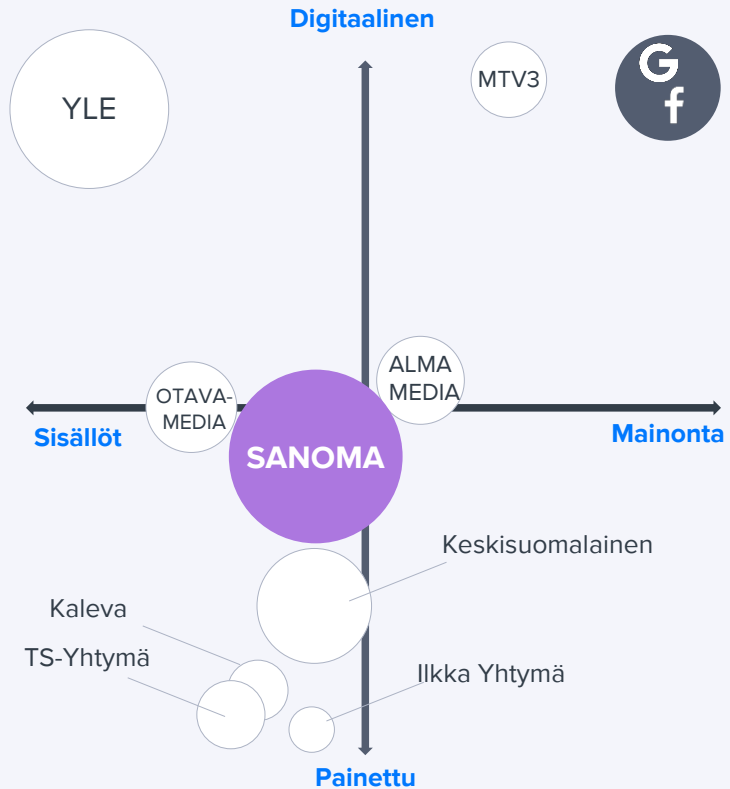 Digitaalinen
YLE
MTV3
G
f
ALMA
MEDIA
OTAVA-
MEDIA
Sisällöt
Mainonta
SANOMA
Keskisuomalainen
Kaleva
TS-Yhtymä
Ilkka Yhtymä
Painettu